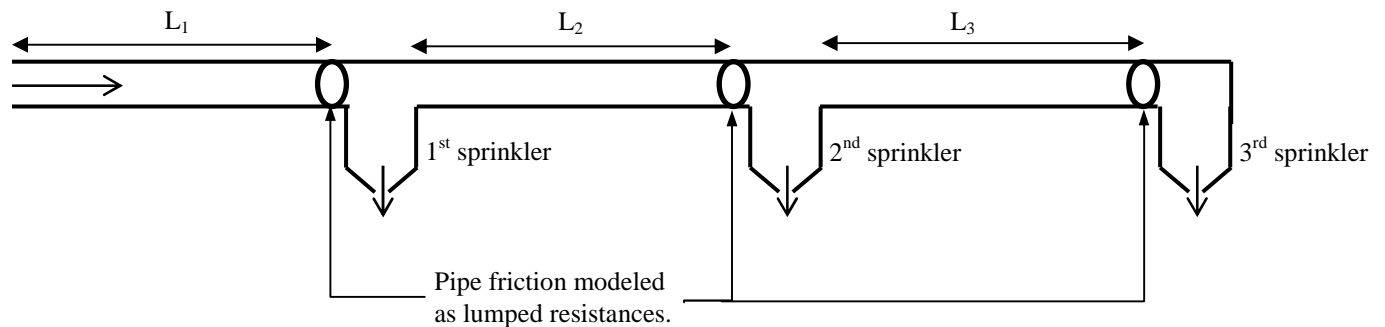 L₁
L₂
L₃
1ˢᵗ sprinkler
2ⁿᵈ sprinkler
3ʳᵈ sprinkler
Pipe friction modeled
as lumped resistances.